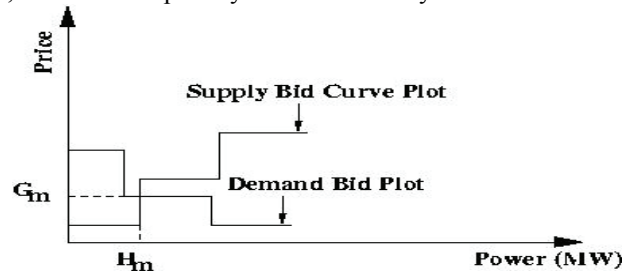 Price
Supply Bid Curve Plot
Demand Bid Plot
Gm
Hm
Power (MW)